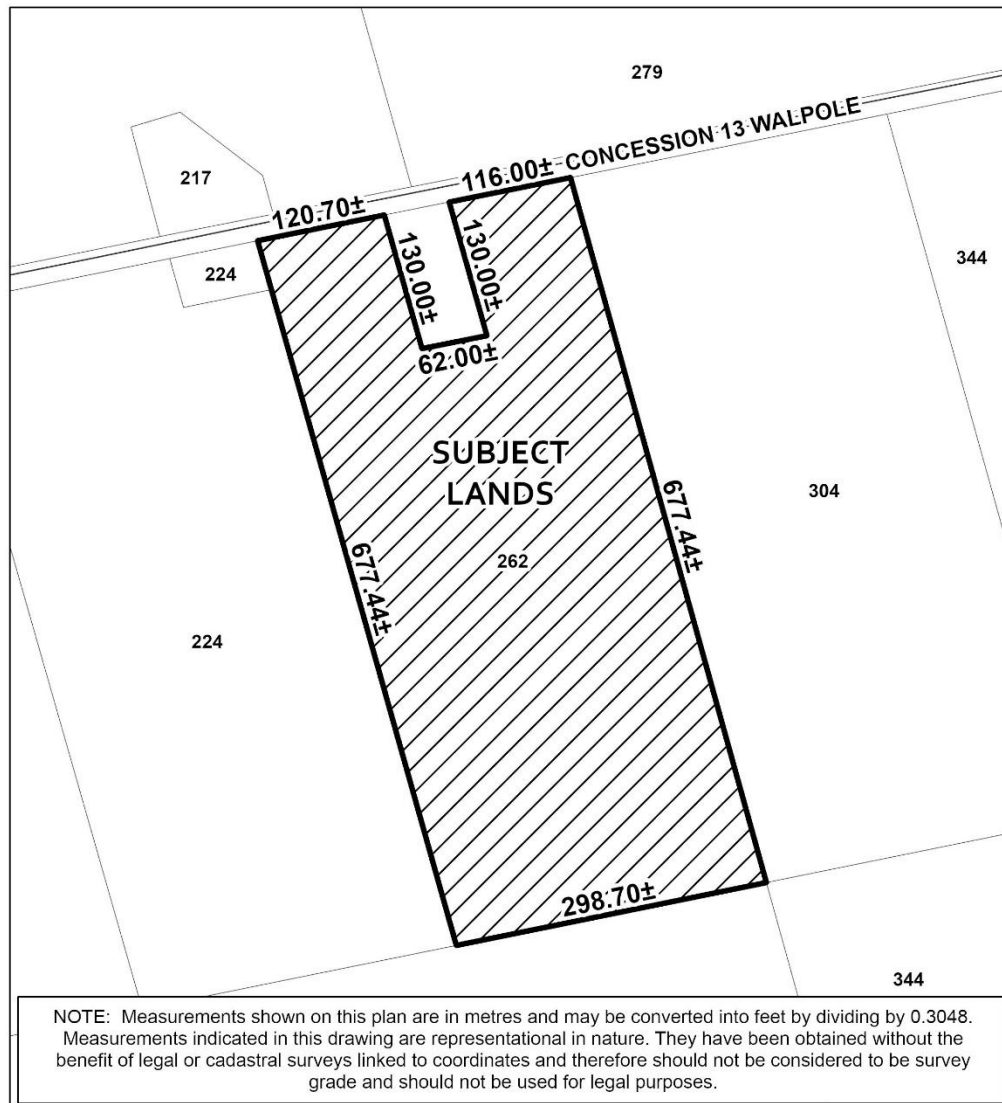 279
CONCESSION 13 WALPOLE
217
116.00±
120.70±
224
130.00±
130.00±
344
62.00±
SUBJECT
LANDS
304
677.44±
262
677.44±
224
298.70±
344
NOTE: Measurements shown on this plan are in metres and may be converted into feet by dividing by 0.3048.
Measurements indicated in this drawing are representational in nature. They have been obtained without the
benefit of legal or cadastral surveys linked to coordinates and therefore should not be considered to be survey
grade and should not be used for legal purposes.